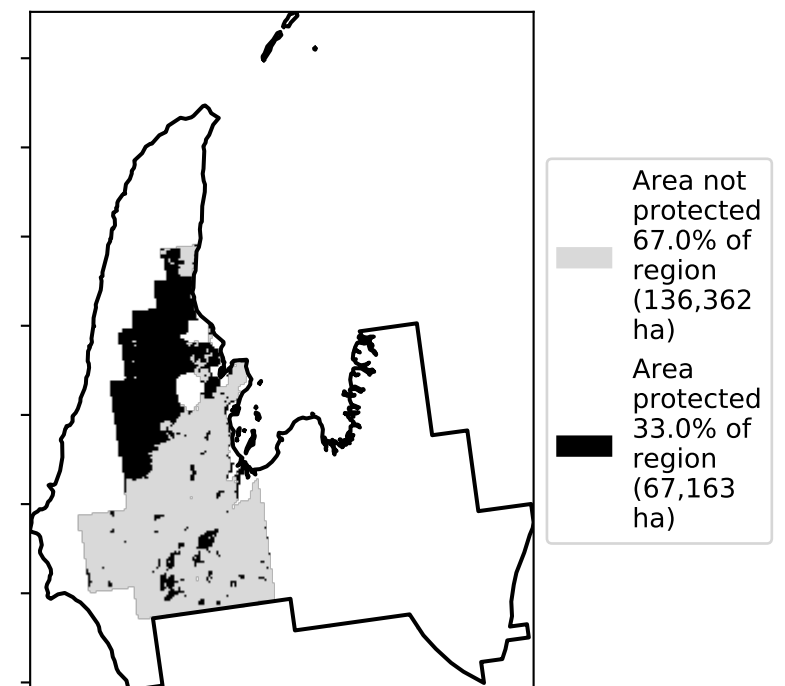 Area not
protected
67.0% of
region
(136,362
ha)
Area
protected
33.0% of
region
(67,163
ha)